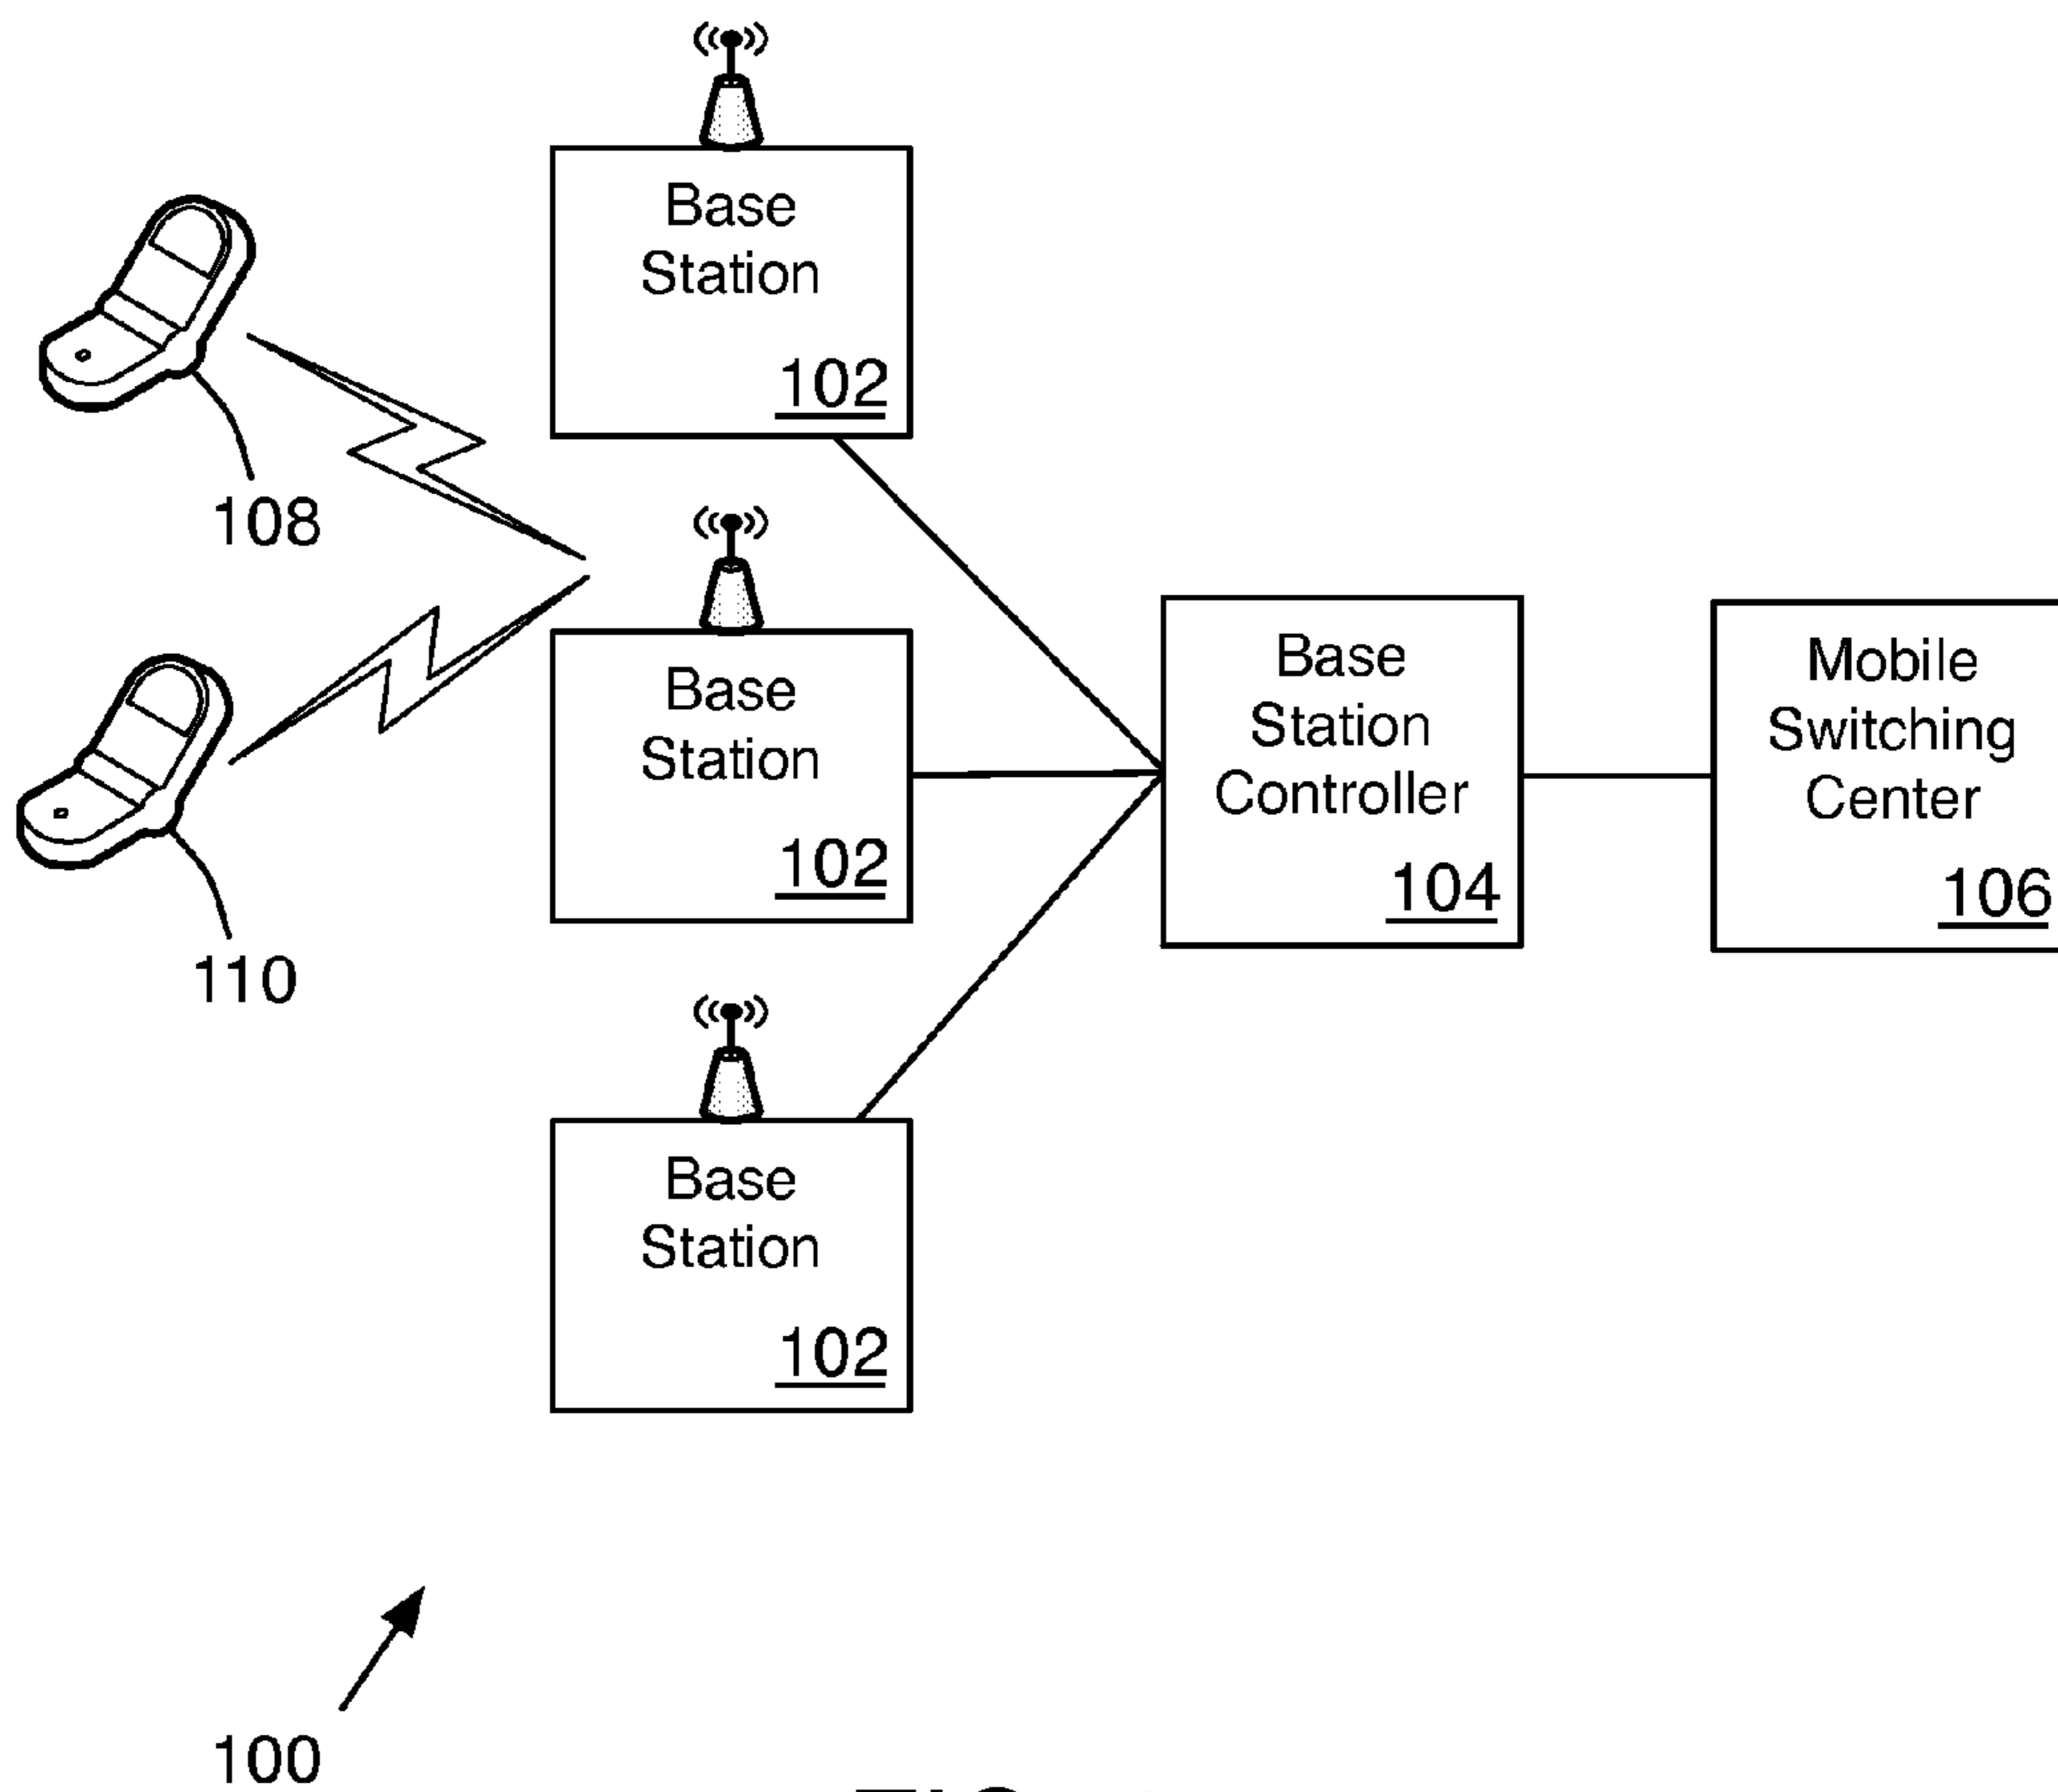 Base
Station
102
108
Base
Station
102
110
Base
Station
Controller
104
Mobile
Switching
Center
106
Base
Station
102
100